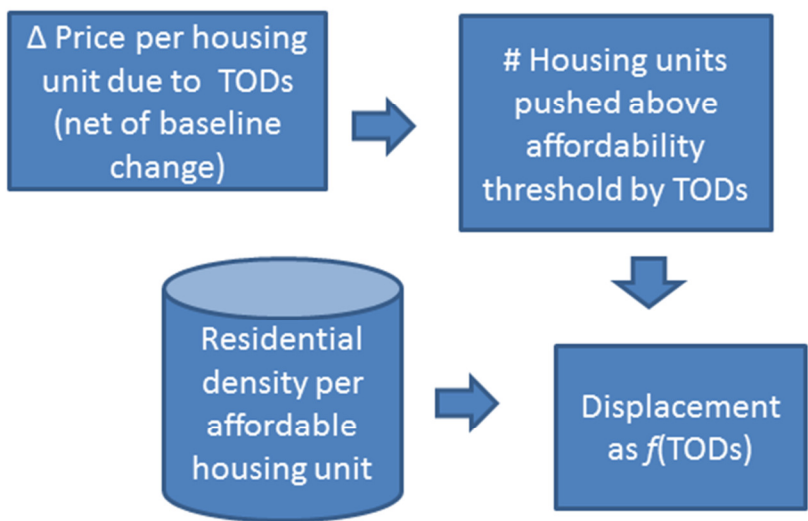 Δ Price per housing
unit due to TODs
(net of baseline
change)
# Housing units
pushed above
affordability
threshold by TODs
Residential
density per
affordable
housing unit
Displacement
as f(TODs)